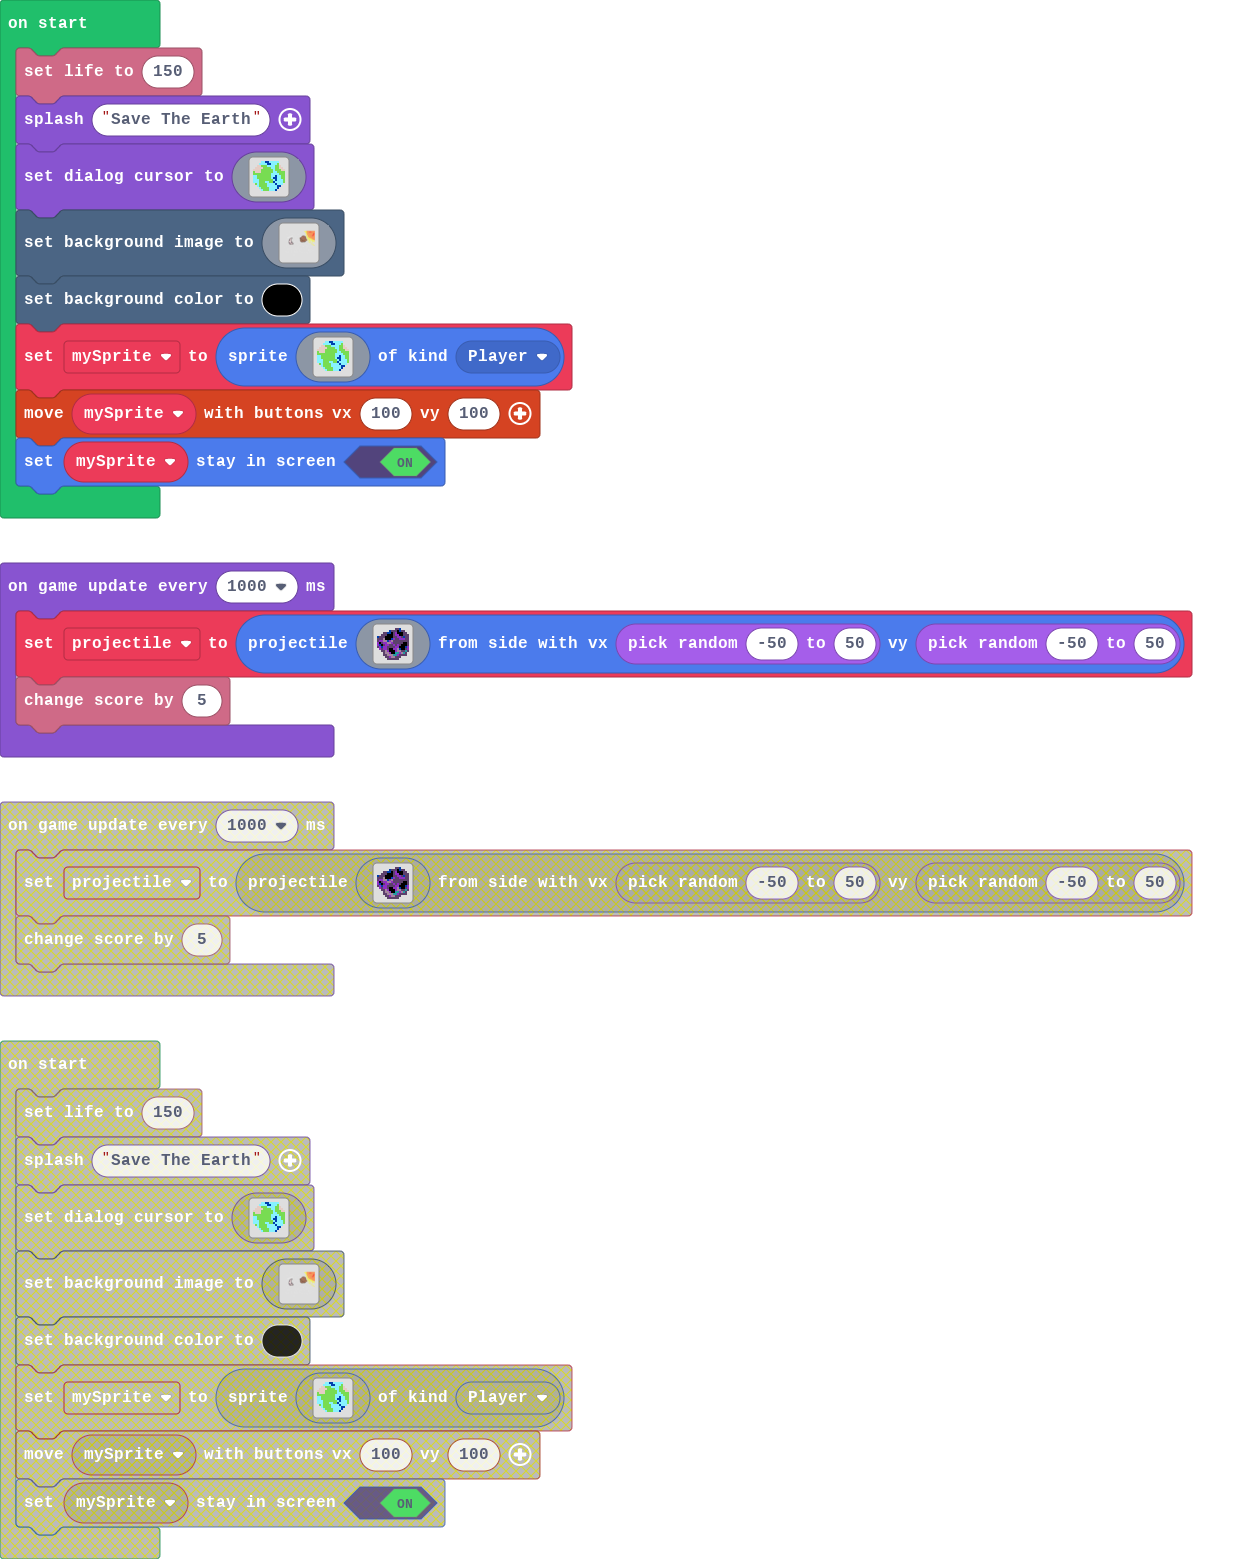 on start
set life to 150
splash "Save The Earth"
set dialog cursor to
set background image to
set background color to
set mySprite to sprite of kind Player
move mySprite with buttons vx 100 vy 100
set mySprite stay in screen ON
on game update every 1000 ms
set projectile to projectile from side with vx pick random -50 to 50 vy pick random -50 to 50
change score by 5
on game update every 1000 ms
set projectile to projectile from side with vx pick random -50 to 50 vy pick random -50 to 50
change score by 5
on start
set life to 150
splash "Save The Earth"
set dialog cursor to
set background image to
set background color to
set mySprite to sprite of kind Player
move mySprite with buttons vx 100 vy 100
set mySprite stay in screen ON